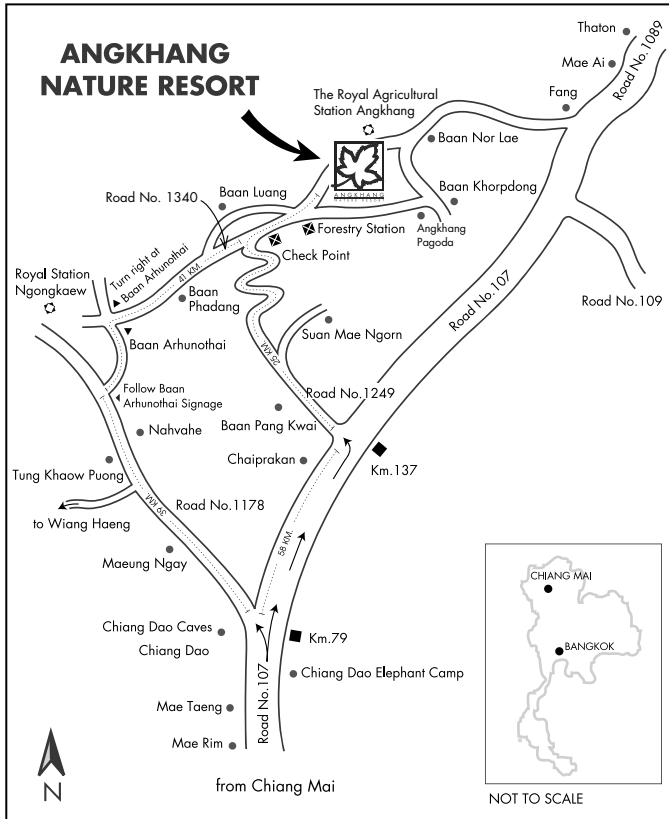 ANGKHANG
NATURE RESORT
Thaton
Mae Ai
Road No.1089
Fang
The Royal Agricultural
Station Angkhang
Baan Nor Lae
ANGKHANG
NATURE RESORT
Baan Khorpdong
Road No. 1340
Baan Luang
Forestry Station
Angkhang
Pagoda
Check Point
Turn right at
Baan Arhunothai
41 KM.
Royal Station
Ngongkaew
Baan
Phadang
Road No.107
Road No.109
Suan Mae Ngorn
Baan Arhunothai
25 KM.
Follow Baan
Arhunothai Signage
Road No.1249
Baan Pang Kwai
Nahvahe
Km.137
Chaiprakan
Tung Khaow Puong
Road No.1178
39 KM.
to Wiang Haeng
58 KM.
Maeung Ngay
CHIANG MAI
BANGKOK
Chiang Dao Caves
Chiang Dao
Km.79
Chiang Dao Elephant Camp
Road No.107
Mae Taeng
Mae Rim
N
from Chiang Mai
NOT TO SCALE